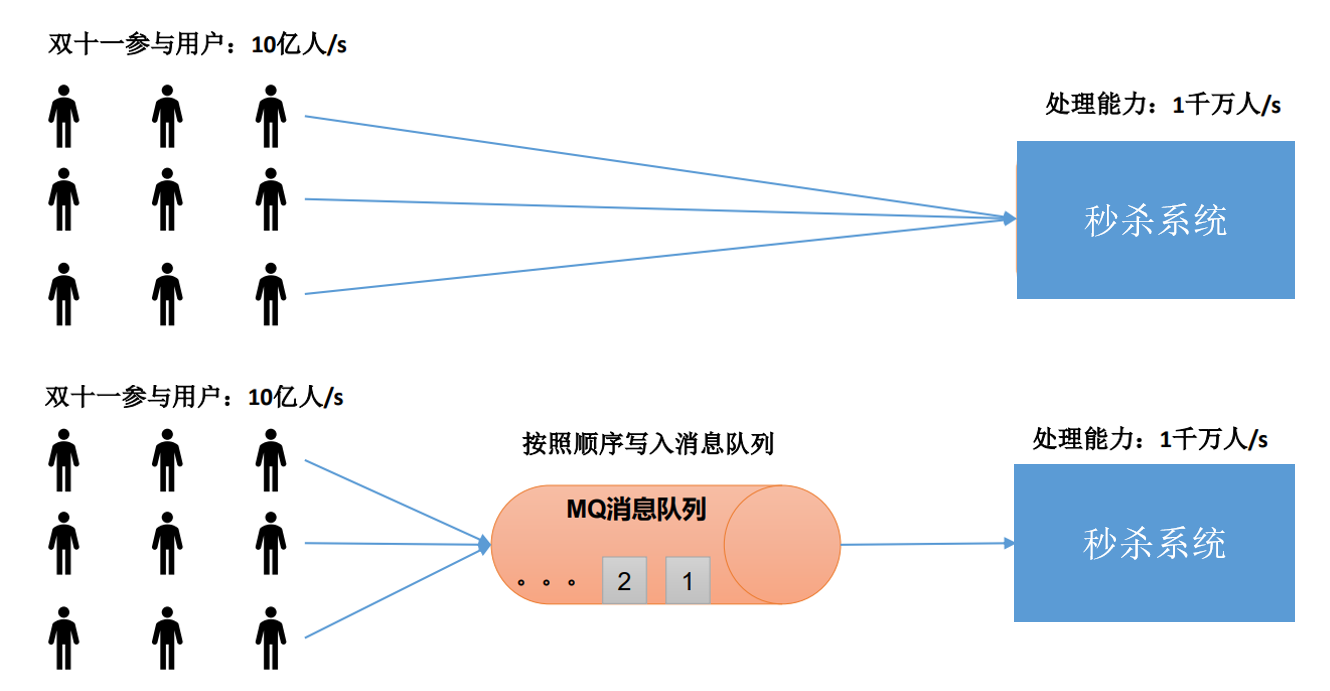 双十一参与用户：10亿人/s
处理能力：1千万人/s
秒杀系统
双十一参与用户：10亿人/s
按照顺序写入消息队列
处理能力：1千万人/s
MQ消息队列
秒杀系统
。。。 2 1